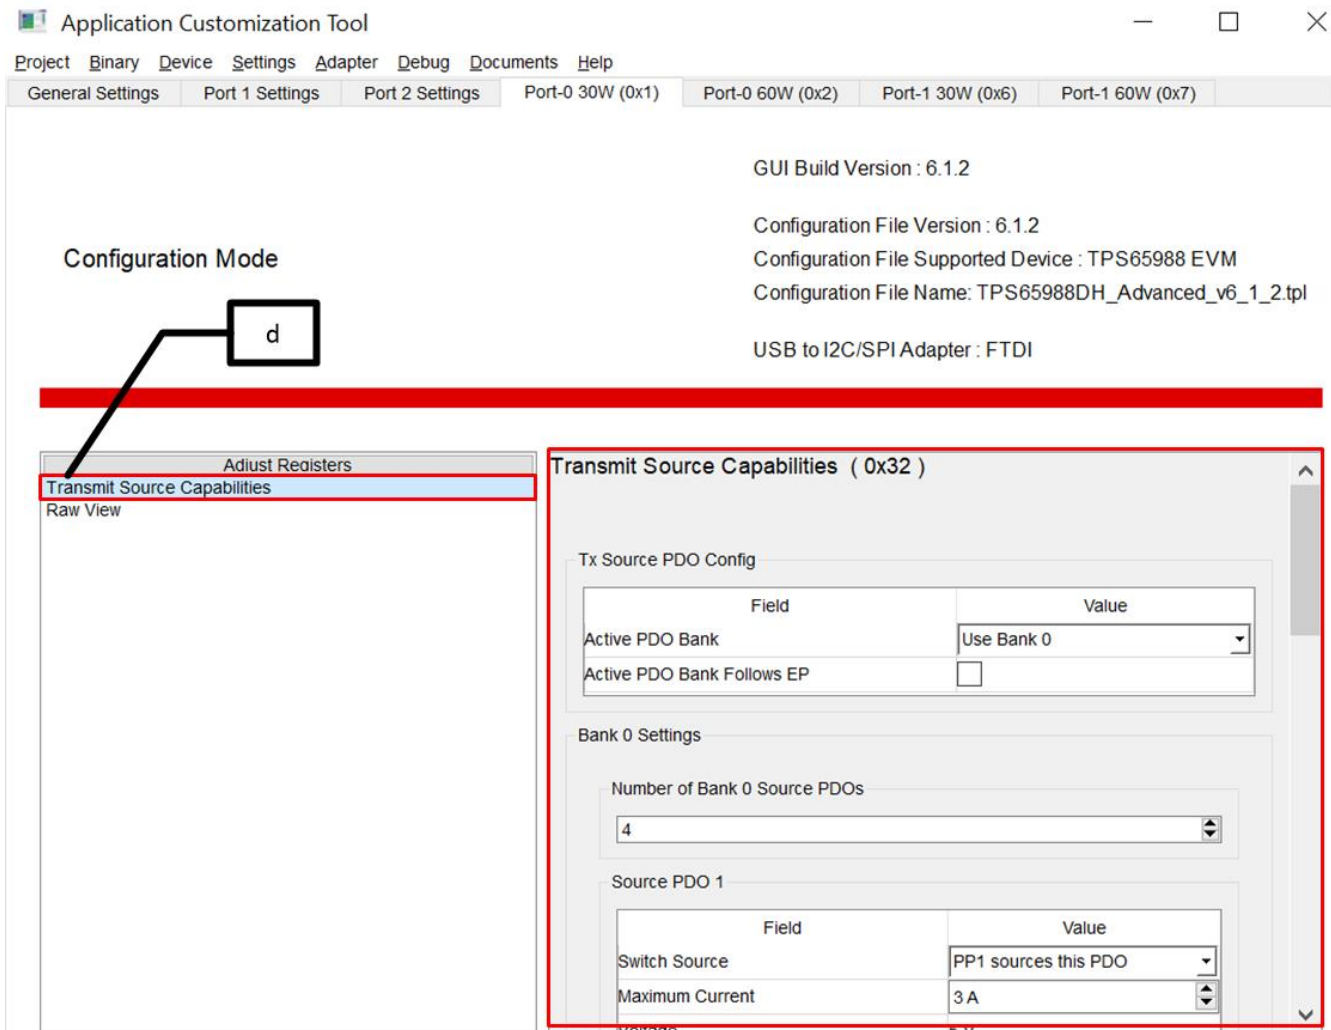 Application Customization Tool
Project Binary Device Settings Adapter Debug Documents Help
General Settings Port 1 Settings Port 2 Settings Port-0 30W (0x1) Port-0 60W (0x2) Port-1 30W (0x6) Port-1 60W (0x7)
GUI Build Version : 6.1.2
Configuration File Version : 6.1.2
Configuration Mode
Configuration File Supported Device : TPS65988 EVM
Configuration File Name: TPS65988DH_Advanced_v6_1_2.tpl
d
USB to I2C/SPI Adapter : FTDI
Adjust Registers
Transmit Source Capabilities
Raw View
Transmit Source Capabilities ( 0x32 )
Tx Source PDO Config
Field Value
Active PDO Bank Use Bank 0
Active PDO Bank Follows EP
Bank 0 Settings
Number of Bank 0 Source PDOs
4
Source PDO 1
Field Value
Switch Source PP1 sources this PDO
Maximum Current 3 A